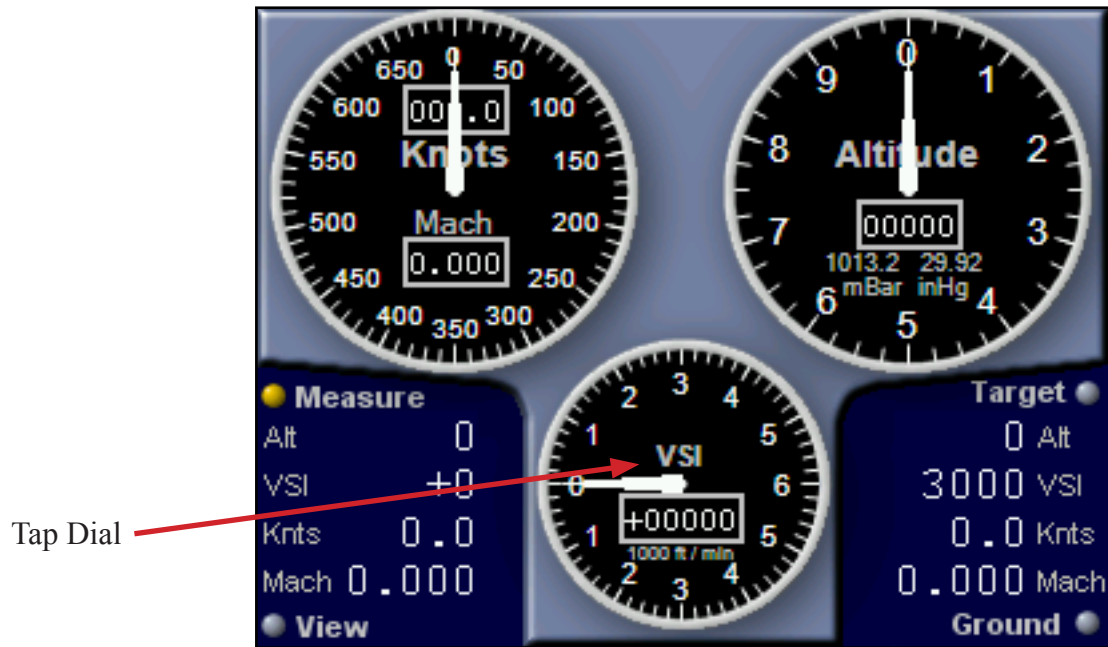 0
650 50
600 100
000.0
Knots
550 150
500 200
Mach
0.000
450 250
400 350 300
0
9 1
8 2
Altitude
00000
7 3
1013.2 29.92
mBar inHg
6 4
5
3
2 4
1 5
VSI
0 6
+00000
1000 ft / min
1 5
2 4
3
Measure
Alt 0
VSI +0
Knts 0.0
Mach 0.000
View
Target
0 Alt
3000 VSI
0.0 Knts
0.000 Mach
Ground
Tap Dial